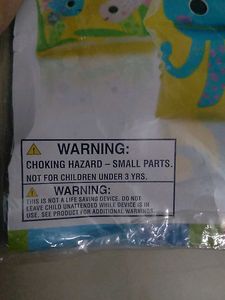 WARNING:
CHOKING HAZARD – SMALL PARTS.
NOT FOR CHILDREN UNDER 3 YRS.
WARNING:
THIS IS NOT A LIFE SAVING DEVICE. DO NOT
LEAVE CHILD UNATTENDED WHILE DEVICE IS IN
USE. SEE PRODUCT FOR ADDITIONAL WARNINGS.